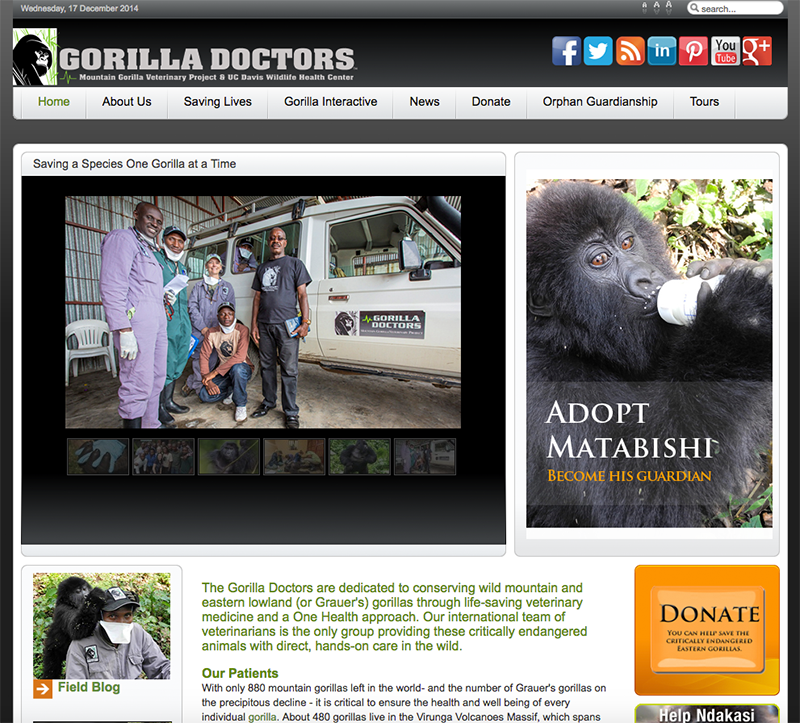 Wednesday, 17 December 2014
A A A
search...
GORILLA DOCTORS
Mountain Gorilla Veterinary Project & UC Davis Wildlife Health Center
You
Tube
Home About Us Saving Lives Gorilla Interactive News Donate Orphan Guardianship Tours
Saving a Species One Gorilla at a Time
GORILLA
DOCTORS
ADOPT
MATABISHI
BECOME HIS GUARDIAN
Field Blog
The Gorilla Doctors are dedicated to conserving wild mountain and
eastern lowland (or Grauer's) gorillas through life-saving veterinary
medicine and a One Health approach. Our international team of
veterinarians is the only group providing these critically endangered
animals with direct, hands-on care in the wild.
Our Patients
With only 880 mountain gorillas left in the world- and the number of Grauer's gorillas on
the precipitous decline - it is critical to ensure the health and well being of every
individual gorilla. About 480 gorillas live in the Virunga Volcanoes Massif, which spans
DONATE
YOU CAN HELP SAVE THE
CRITICALLY ENDANGERED
EASTERN GORILLAS.
Help Ndakasi